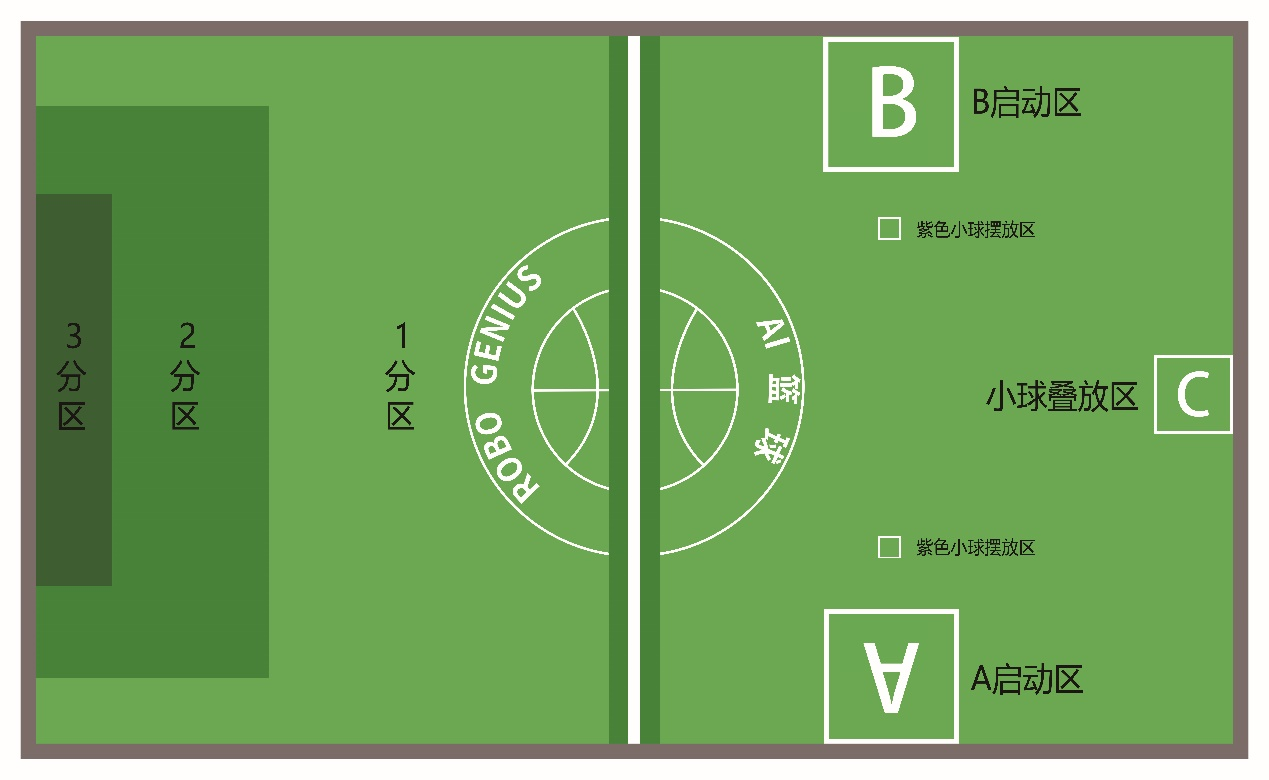 B
B启动区
紫色小球摆放区
3分区
2分区
1分区
ROBO GENIUS
AI 篮球
小球叠放区
C
紫色小球摆放区
A
A启动区